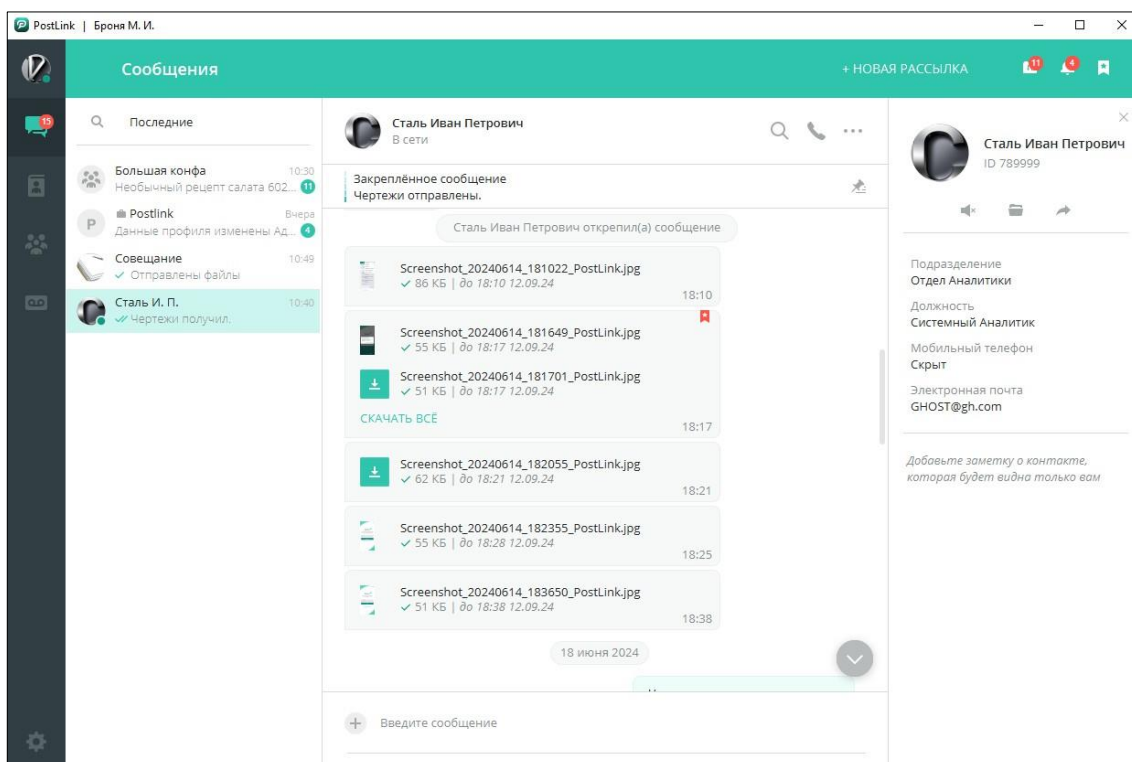 PostLink | Броня М. И.
Сообщения
+ НОВАЯ РАССЫЛКА
11
4
15
Последние
Большая конфа 10:30
Необычный рецепт салата 602... 11
P
Postlink Вчера
Данные профиля изменены Ад... 4
Совещание 10:49
Отправлены файлы
Сталь И. П. 10:40
Чертежи получил.
Сталь Иван Петрович
В сети
Закреплённое сообщение
Чертежи отправлены.
Сталь Иван Петрович открепил(а) сообщение
Screenshot_20240614_181022_PostLink.jpg
86 КБ | до 18:10 12.09.24
18:10
Screenshot_20240614_181649_PostLink.jpg
55 КБ | до 18:17 12.09.24
Screenshot_20240614_181701_PostLink.jpg
51 КБ | до 18:17 12.09.24
СКАЧАТЬ ВСЁ
18:17
Screenshot_20240614_182055_PostLink.jpg
62 КБ | до 18:21 12.09.24
18:21
Screenshot_20240614_182355_PostLink.jpg
55 КБ | до 18:28 12.09.24
18:25
Screenshot_20240614_183650_PostLink.jpg
51 КБ | до 18:38 12.09.24
18:38
18 июня 2024
Введите сообщение
Сталь Иван Петрович
ID 789999
Подразделение
Отдел Аналитики
Должность
Системный Аналитик
Мобильный телефон
Скрыт
Электронная почта
GHOST@gh.com
Добавьте заметку о контакте,
которая будет видна только вам